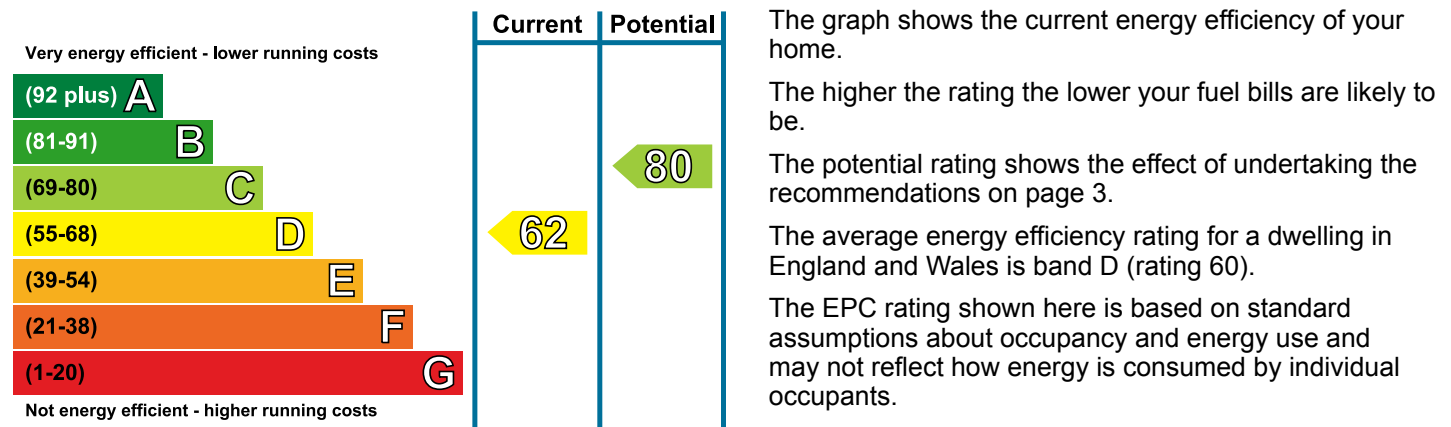 Current Potential
Very energy efficient - lower running costs
(92 plus) A
(81-91) B
(69-80) C
(55-68) D
(39-54) E
(21-38) F
(1-20) G
Not energy efficient - higher running costs
62
80
The graph shows the current energy efficiency of your
home.
The higher the rating the lower your fuel bills are likely to
be.
The potential rating shows the effect of undertaking the
recommendations on page 3.
The average energy efficiency rating for a dwelling in
England and Wales is band D (rating 60).
The EPC rating shown here is based on standard
assumptions about occupancy and energy use and
may not reflect how energy is consumed by individual
occupants.